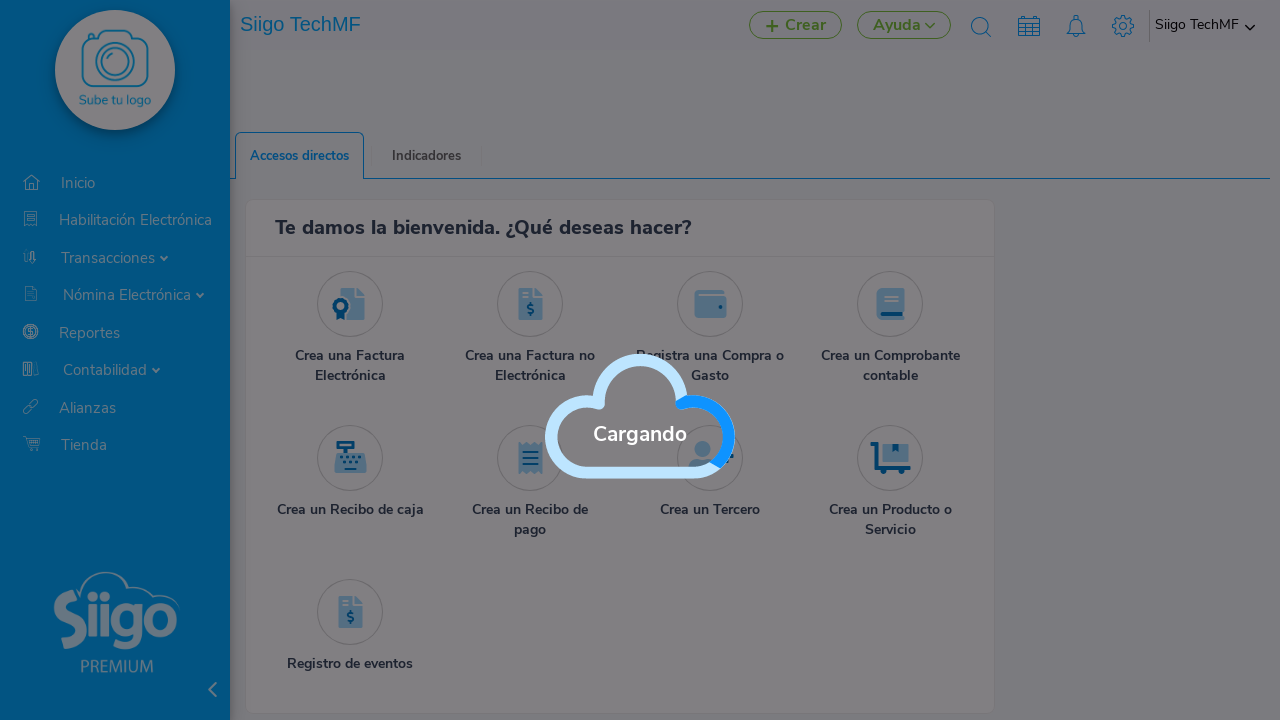 Sube tu logo
Siigo TechMF
Crear
Ayuda
Siigo TechMF
Inicio
Habilitación Electrónica
Transacciones
Nómina Electrónica
Reportes
Contabilidad
Alianzas
Tienda
Siigo
PREMIUM
Accesos directos
Indicadores
Te damos la bienvenida. ¿Qué deseas hacer?
Crea una Factura
Electrónica
Crea una Factura no
Electrónica
Registra una Compra o
Gasto
Crea un Comprobante
contable
Cargando
Crea un Recibo de caja
Crea un Recibo de
pago
Crea un Tercero
Crea un Producto o
Servicio
Registro de eventos